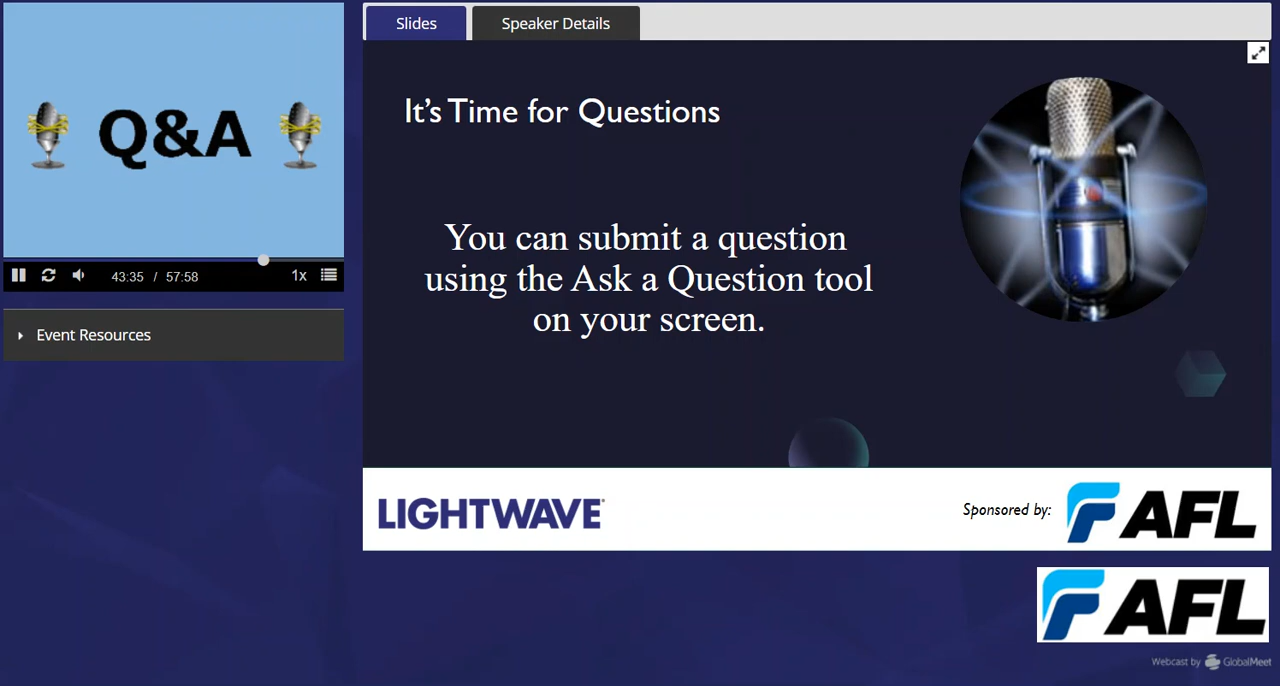 Slides
Speaker Details
Q&A
43:35 / 57:58
1x
Event Resources
It's Time for Questions
You can submit a question
using the Ask a Question tool
on your screen.
LIGHTWAVE
Sponsored by:
AFL
AFL
Webcast by GlobalMeet